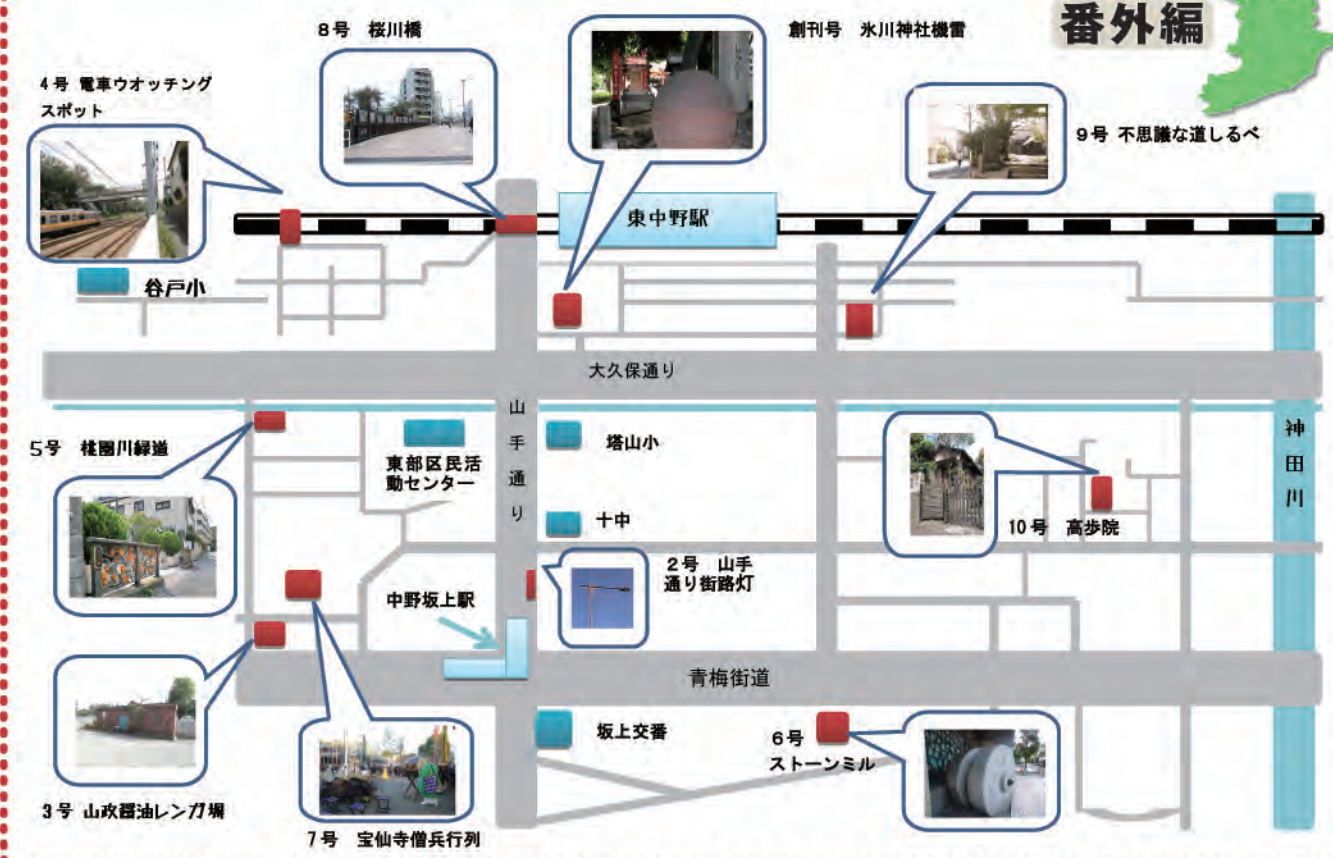 番外編
8号 桜川橋
創刊号 氷川神社機雷
4号 電車ウオッチング
スポット
9号 不思議な道しるべ
東中野駅
谷戸小
大久保通り
山手通り
神田川
5号 桃園川緑道
東部区民活
動センター
塔山小
十中
10号 高歩院
2号 山手
通り街路灯
中野坂上駅
青梅街道
坂上交番
6号
ストーンミル
3号 山政醤油レンガ塀
7号 宝仙寺僧兵行列